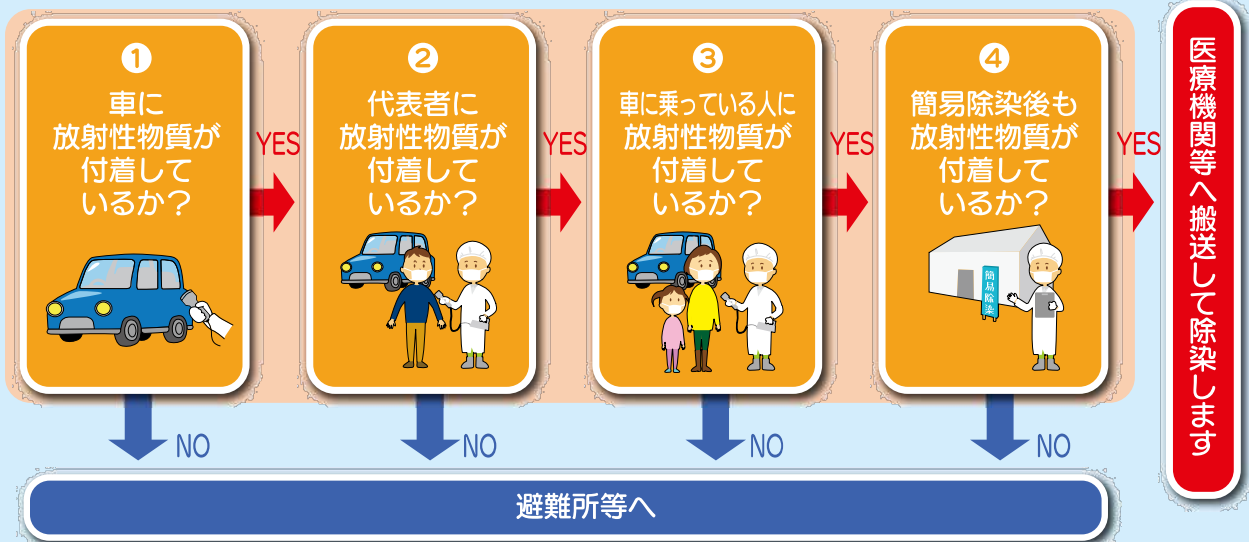 ❶
車に
放射性物質が
付着して
いるか？
YES
❷
代表者に
放射性物質が
付着して
いるか？
YES
❸
車に乗っている人に
放射性物質が
付着して
いるか？
YES
❹
簡易除染後も
放射性物質が
付着して
いるか？
簡易除染
YES
医療機関等へ搬送して除染します
NO
NO
NO
NO
避難所等へ